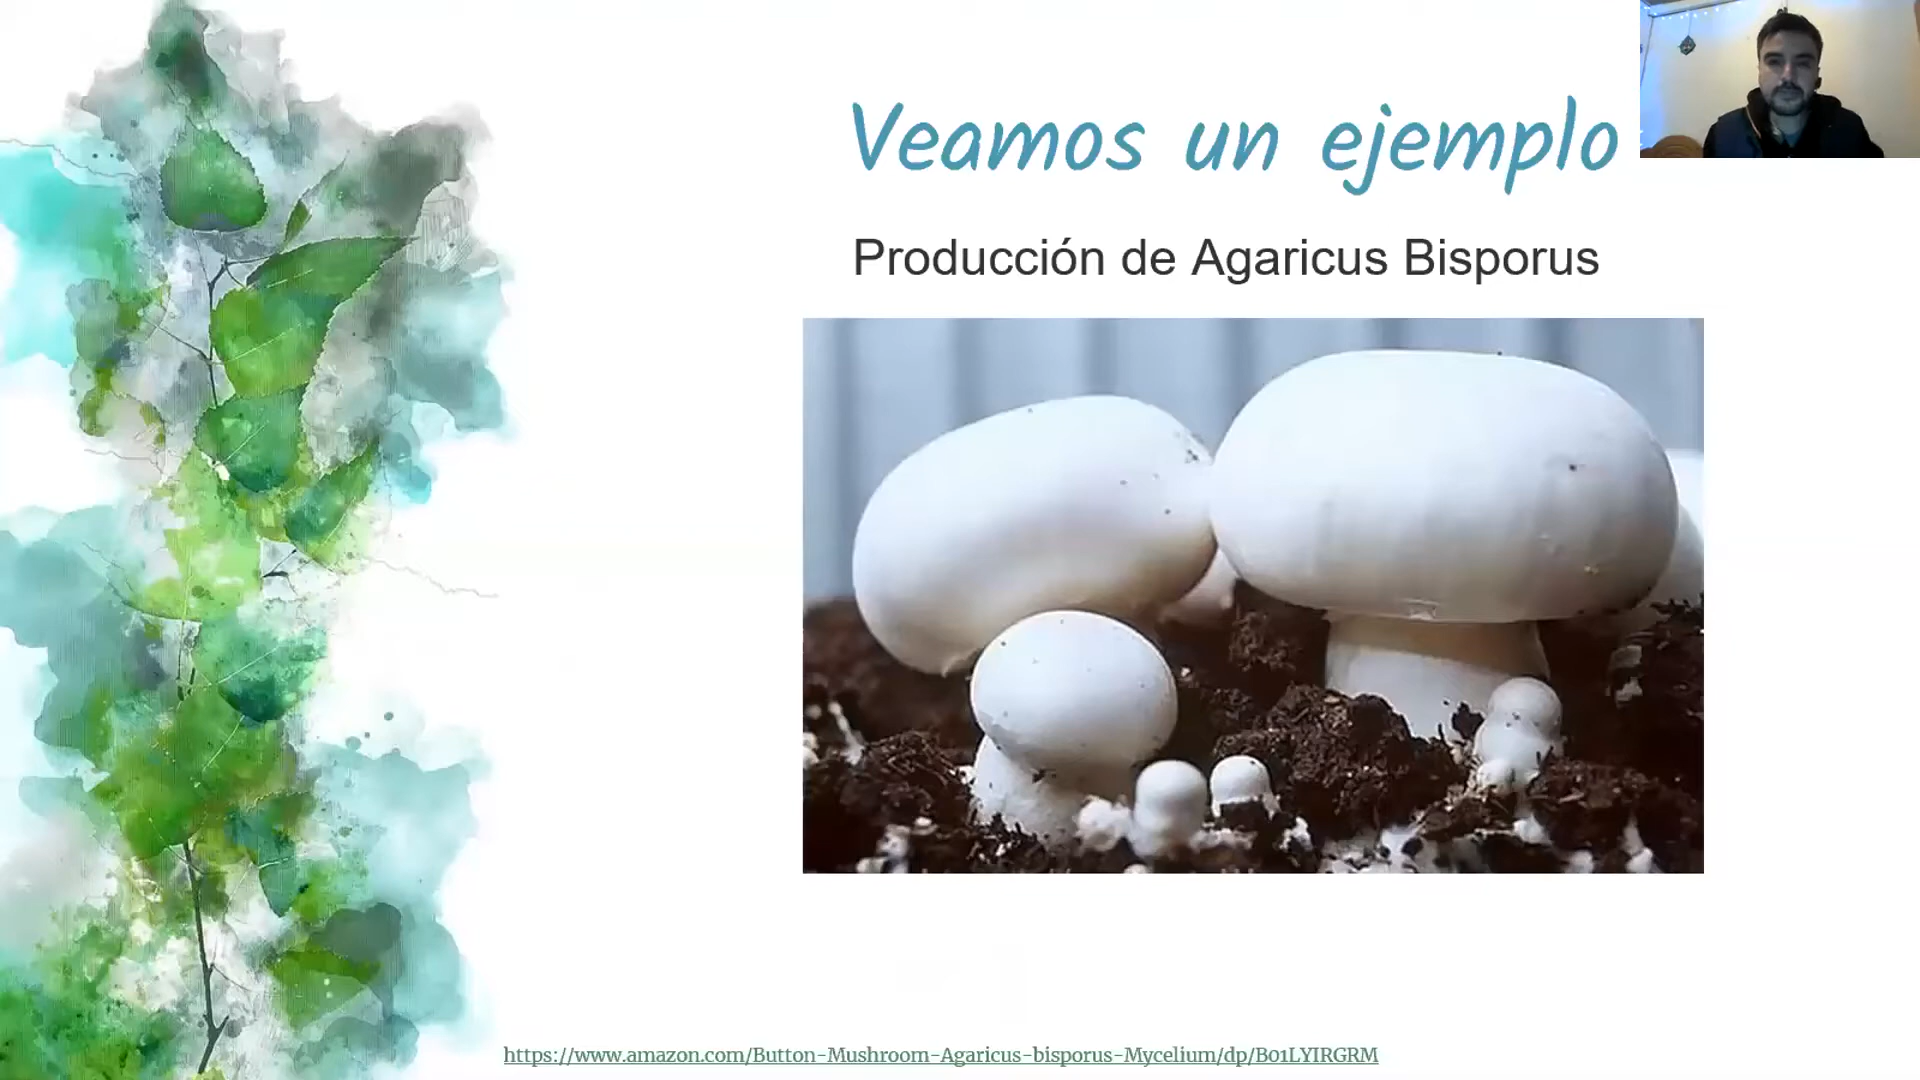 Veamos un ejemplo
Producción de Agaricus Bisporus
https://www.amazon.com/Button-Mushroom-Agaricus-bisporus-Mycelium/dp/B01LYIRGRM